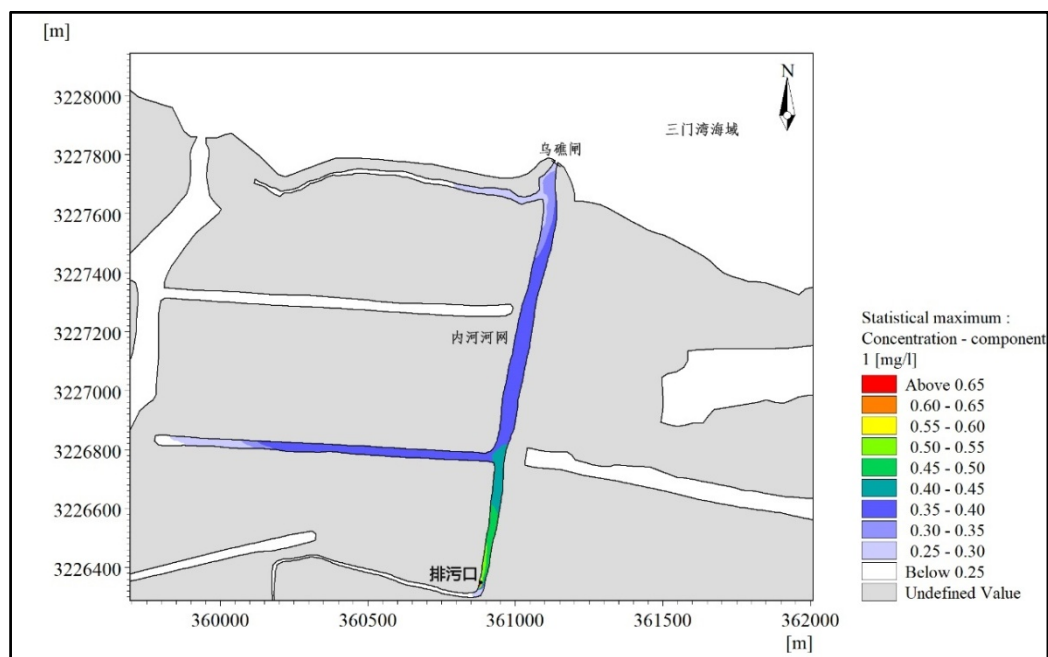 [m]
N
3228000
三门湾海域
乌礁闸
3227800
3227600
3227400
3227200
内河河网
3227000
3226800
3226600
3226400
排污口
360000
360500
361000
361500
362000
[m]
Statistical maximum :
Concentration - component
1 [mg/l]
Above 0.65
0.60 - 0.65
0.55 - 0.60
0.50 - 0.55
0.45 - 0.50
0.40 - 0.45
0.35 - 0.40
0.30 - 0.35
0.25 - 0.30
Below 0.25
Undefined Value